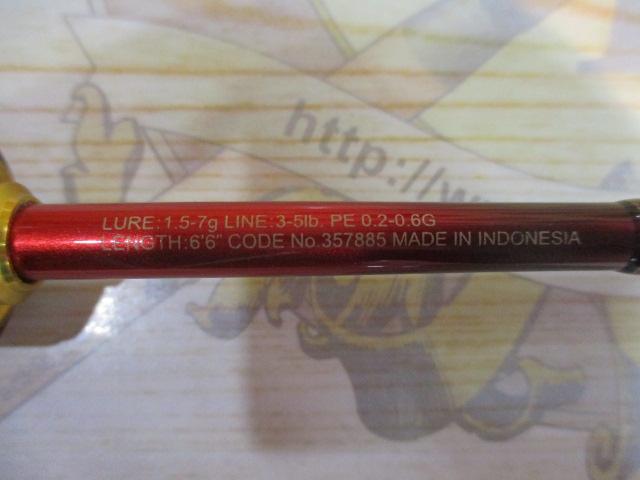 http://w
LURE:1.5-7g LINE:3-5lb. PE 0.2-0.6G
LENGTH:6'6" CODE No.357885 MADE IN INDONESIA